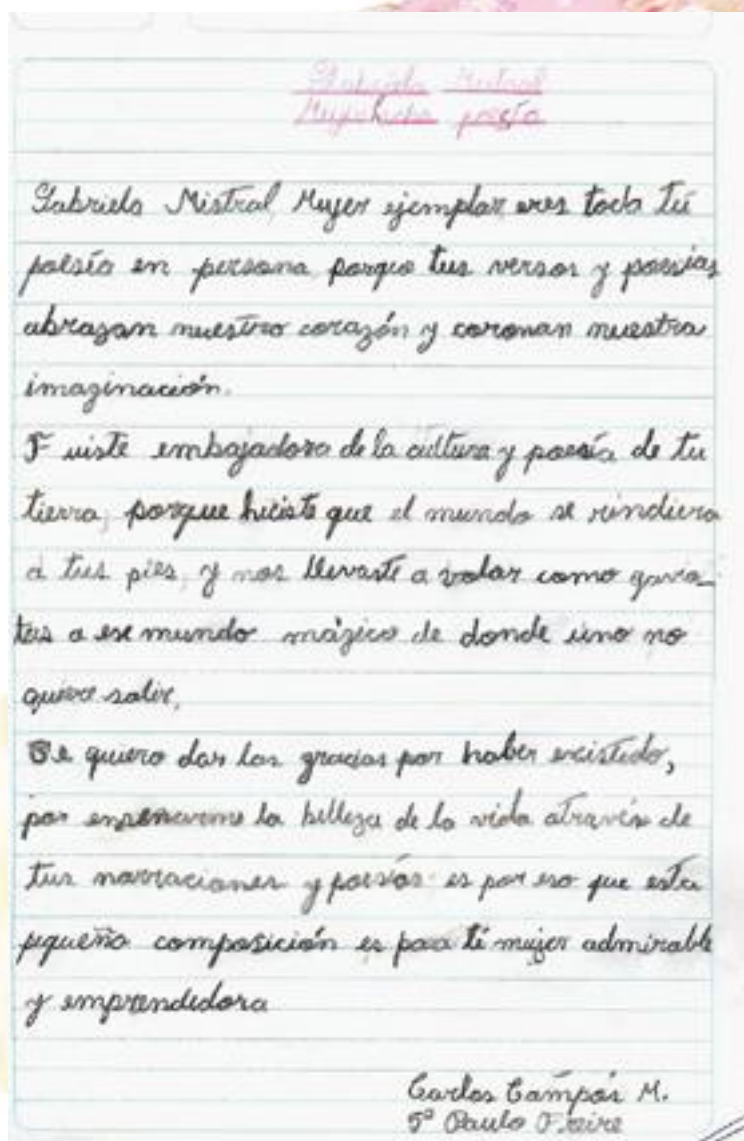 Gabriela Mistral
Mujer hecha poesía
Gabriela Mistral, Mujer ejemplar eres toda tú
poesía en persona, porque tus versos y poesías
abrazan nuestro corazón y coronan nuestra
imaginación.
Fuiste embajadora de la cultura y poesía de tu
tierra, porque hiciste que el mundo se rindiera
a tus pies, y nos llevaste a volar como gavio_
tas a ese mundo mágico de donde uno no
quiere salir.
Te quiero dar las gracias por haber existido,
por enseñarme la belleza de la vida através de
tus narraciones y poesías es por eso que esta
pequeña composición es para ti mujer admirable
y emprendedora
Carlos Campos M.
5º Paulo Freire